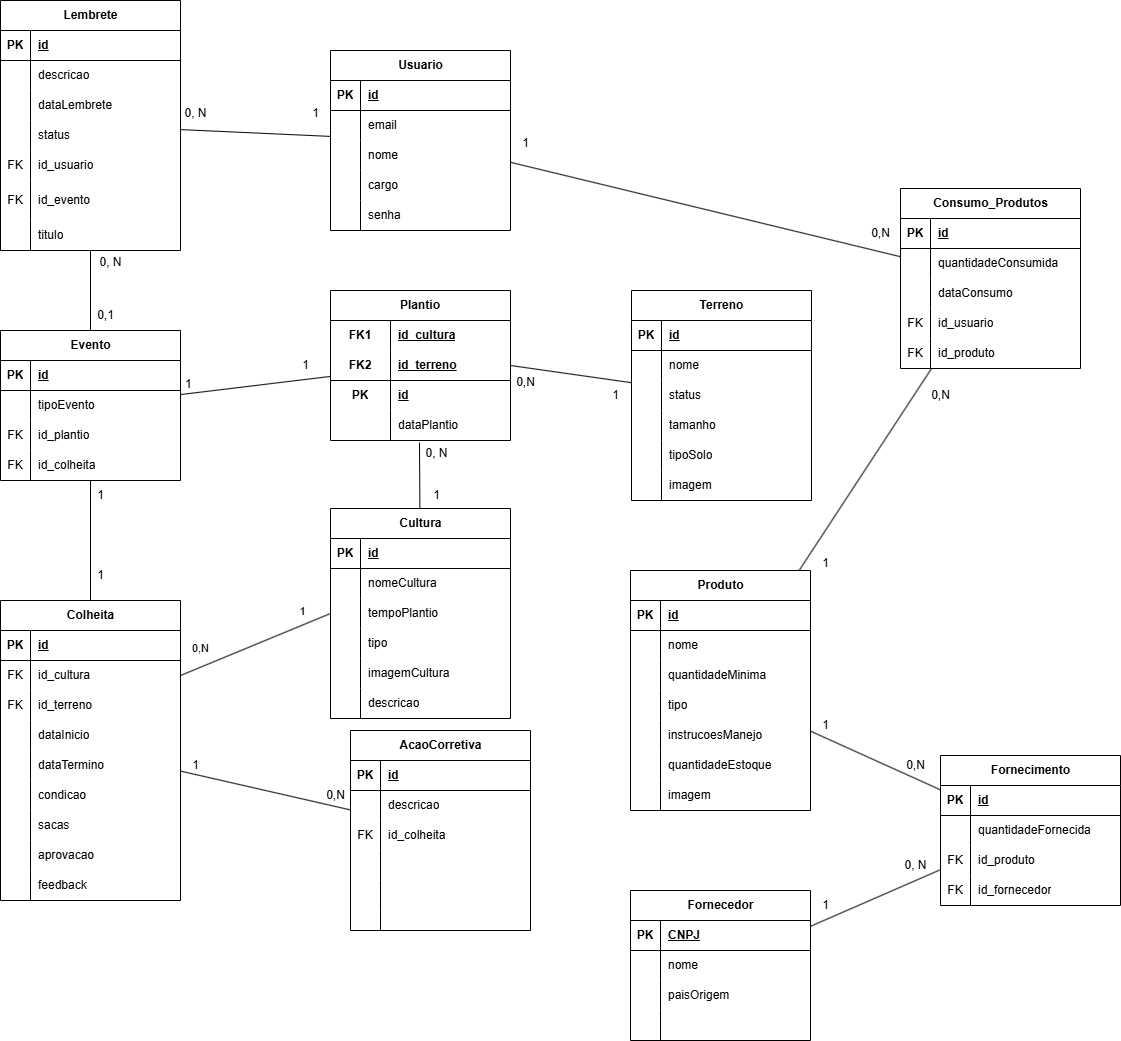 Lembrete
PK id
descricao
dataLembrete
status
FK id_usuario
FK id_evento
titulo
0, N
1
Usuario
PK id
email
nome
cargo
senha
1
0,N
Consumo_Produtos
PK id
quantidadeConsumida
dataConsumo
FK id_usuario
FK id_produto
0, N
0,1
Evento
PK id
tipoEvento
FK id_plantio
FK id_colheita
1
1
Plantio
FK1 id_cultura
FK2 id_terreno
PK id
dataPlantio
0,N
1
Terreno
PK id
nome
status
tamanho
tipoSolo
imagem
0, N
1
Cultura
PK id
nomeCultura
tempoPlantio
tipo
imagemCultura
descricao
1
1
Colheita
PK id
FK id_cultura
FK id_terreno
dataInicio
dataTermino
condicao
sacas
aprovacao
feedback
0,N
1
1
0,N
AcaoCorretiva
PK id
descricao
FK id_colheita
0,N
1
Produto
PK id
nome
quantidadeMinima
tipo
instrucoesManejo
quantidadeEstoque
imagem
1
0,N
Fornecimento
PK id
quantidadeFornecida
FK id_produto
FK id_fornecedor
0, N
1
Fornecedor
PK CNPJ
nome
paisOrigem